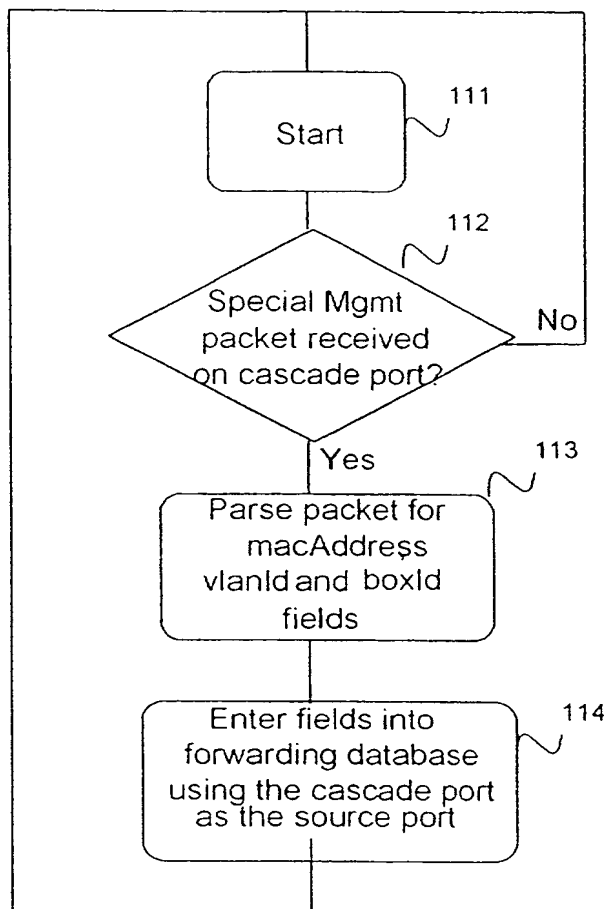 111
Start
112
Special Mgmt
packet received
on cascade port?
No
Yes
113
Parse packet for
macAddress
vlanId and boxId
fields
114
Enter fields into
forwarding database
using the cascade port
as the source port